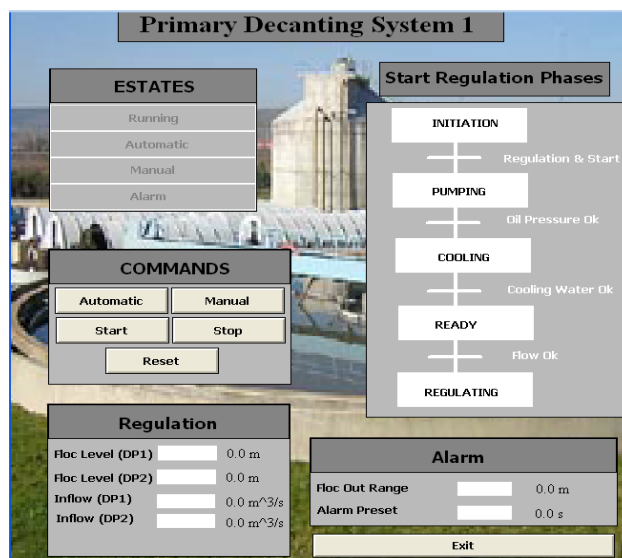 Primary Decanting System 1
ESTATES
Running
Automatic
Manual
Alarm
COMMANDS
Automatic Manual
Start Stop
Reset
Regulation
Floc Level (DP1) 0.0 m
Floc Level (DP2) 0.0 m
Inflow (DP1) 0.0 m^3/s
Inflow (DP2) 0.0 m^3/s
Start Regulation Phases
INITIATION
Regulation & Start
PUMPING
Oil Pressure Ok
COOLING
Cooling Water Ok
READY
Flow Ok
REGULATING
Alarm
Floc Out Range 0.0 m
Alarm Preset 0.0 s
Exit